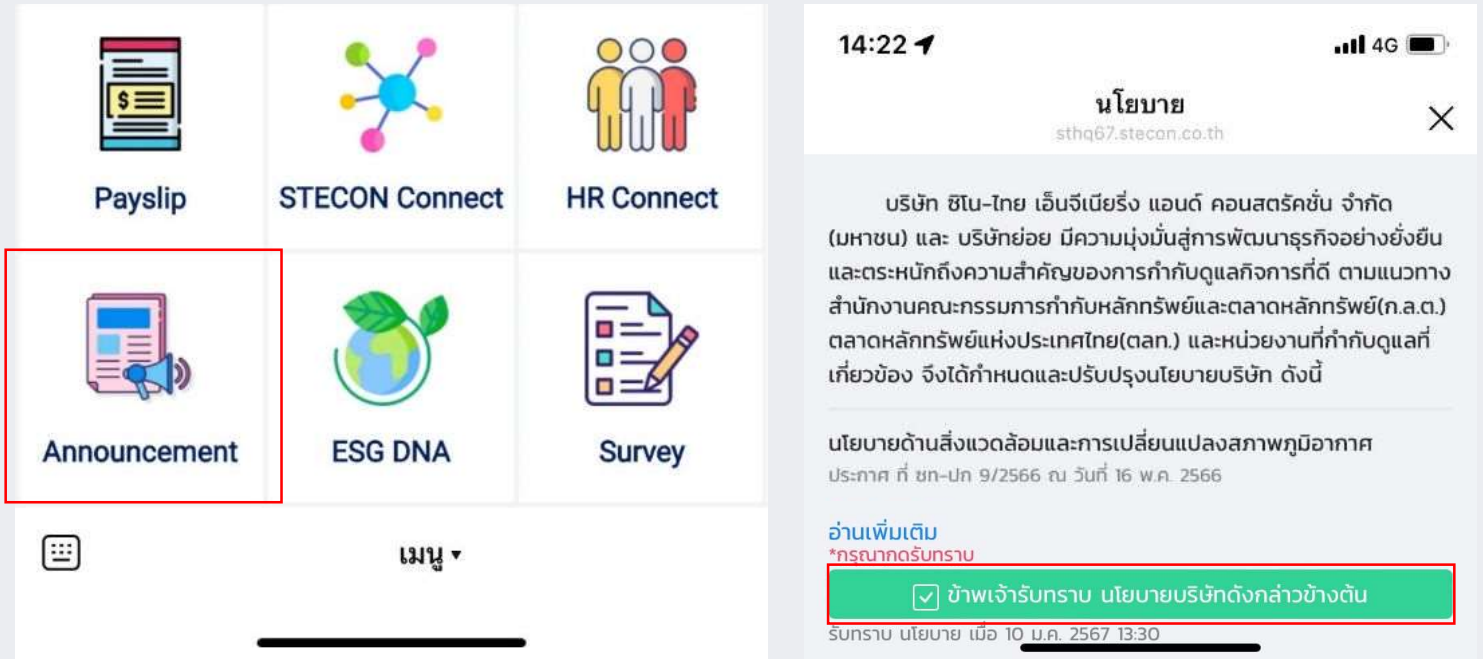 Payslip
STECON Connect
HR Connect
Announcement
ESG DNA
Survey
เมนู ▾
14:22
4G
นโยบาย
sthq67.stecon.co.th
บริษัท ซิโน-ไทย เอ็นจีเนียริ่ง แอนด์ คอนสตรัคชั่น จำกัด
(มหาชน) และ บริษัทย่อย มีความมุ่งมั่นสู่การพัฒนาธุรกิจอย่างยั่งยืน
และตระหนักถึงความสำคัญของการกำกับดูแลกิจการที่ดี ตามแนวทาง
สำนักงานคณะกรรมการกำกับหลักทรัพย์และตลาดหลักทรัพย์(ก.ล.ต.)
ตลาดหลักทรัพย์แห่งประเทศไทย(ตลท.) และหน่วยงานที่กำกับดูแลที่
เกี่ยวข้อง จึงได้กำหนดและปรับปรุงนโยบายบริษัท ดังนี้
นโยบายด้านสิ่งแวดล้อมและการเปลี่ยนแปลงสภาพภูมิอากาศ
ประกาศ ที่ ซท-ปก 9/2566 ณ วันที่ 16 พ.ค. 2566
อ่านเพิ่มเติม
*กรุณากดรับทราบ
ข้าพเจ้ารับทราบ นโยบายบริษัทดังกล่าวข้างต้น
รับทราบ นโยบาย เมื่อ 10 ม.ค. 2567 13:30